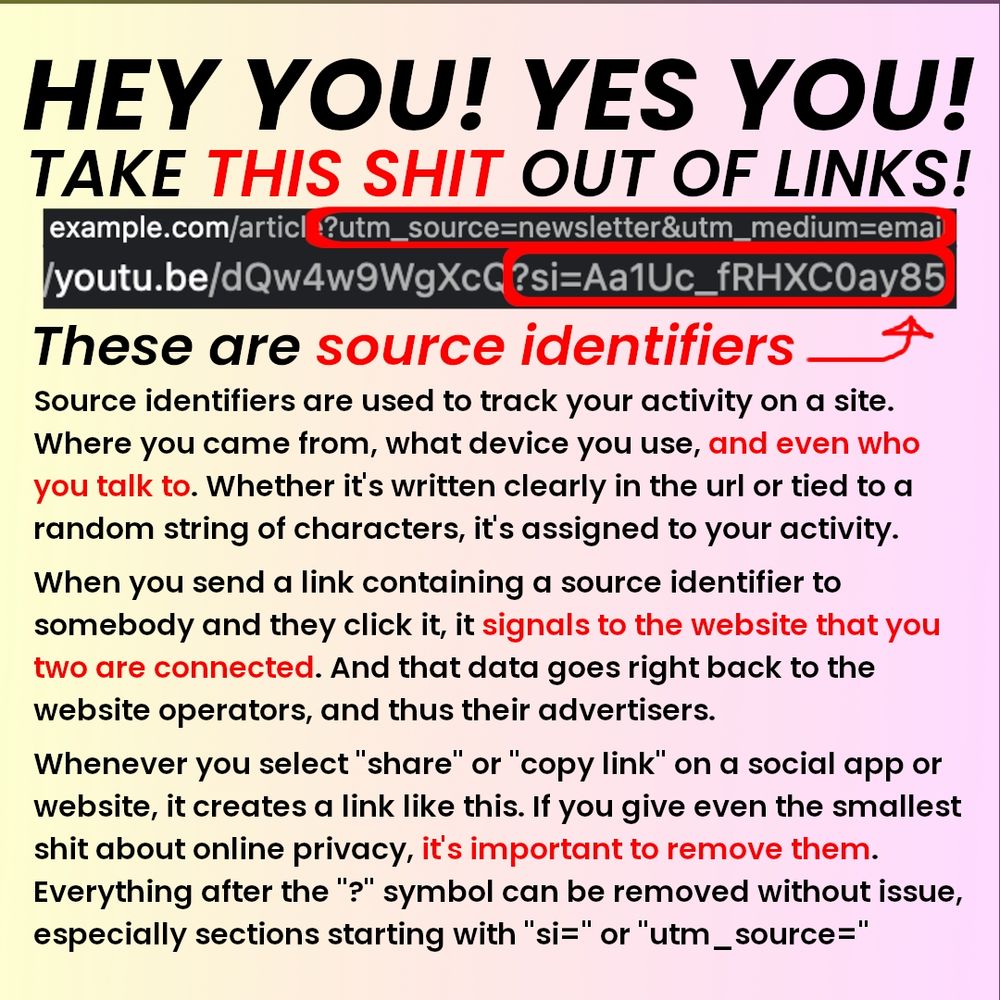 HEY YOU! YES YOU!
TAKE THIS SHIT OUT OF LINKS!
example.com/articl?utm_source=newsletter&utm_medium=emai
/youtu.be/dQw4w9WgXcQ?si=Aa1Uc_fRHXC0ay85
These are source identifiers
Source identifiers are used to track your activity on a site.
Where you came from, what device you use, and even who
you talk to. Whether it's written clearly in the url or tied to a
random string of characters, it's assigned to your activity.
When you send a link containing a source identifier to
somebody and they click it, it signals to the website that you
two are connected. And that data goes right back to the
website operators, and thus their advertisers.
Whenever you select "share" or "copy link" on a social app or
website, it creates a link like this. If you give even the smallest
shit about online privacy, it's important to remove them.
Everything after the "?" symbol can be removed without issue,
especially sections starting with "si=" or "utm_source="